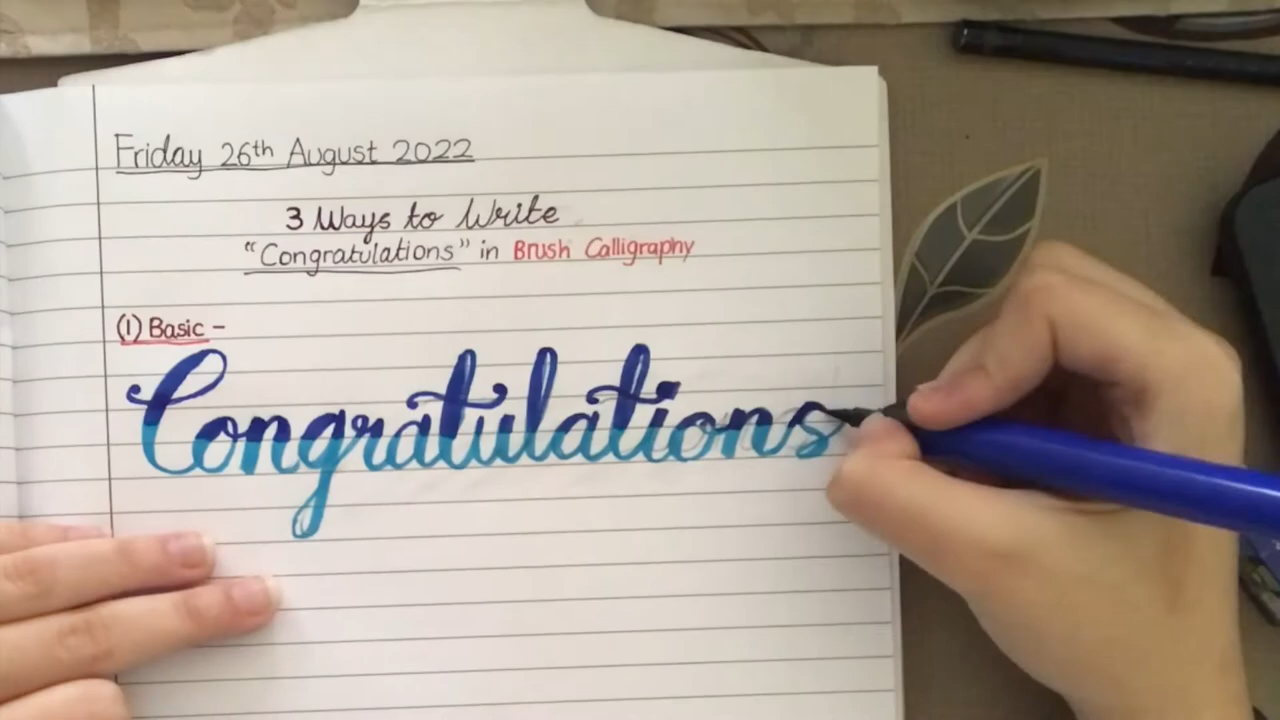 Friday 26th August 2022
3 Ways to Write
"Congratulations" in Brush Calligraphy
(1) Basic -
Congratulations